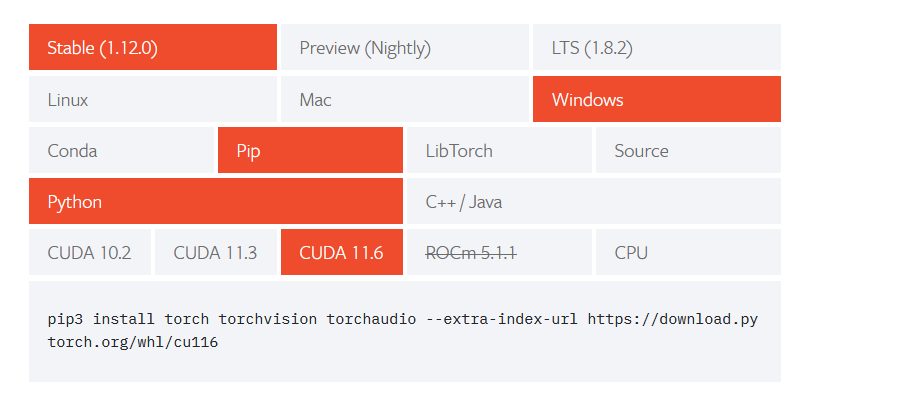 Stable (1.12.0) Preview (Nightly) LTS (1.8.2)
Linux Mac Windows
Conda Pip LibTorch Source
Python C++ / Java
CUDA 10.2 CUDA 11.3 CUDA 11.6 ROCm 5.1.1 CPU
pip3 install torch torchvision torchaudio --extra-index-url https://download.py
torch.org/whl/cu116